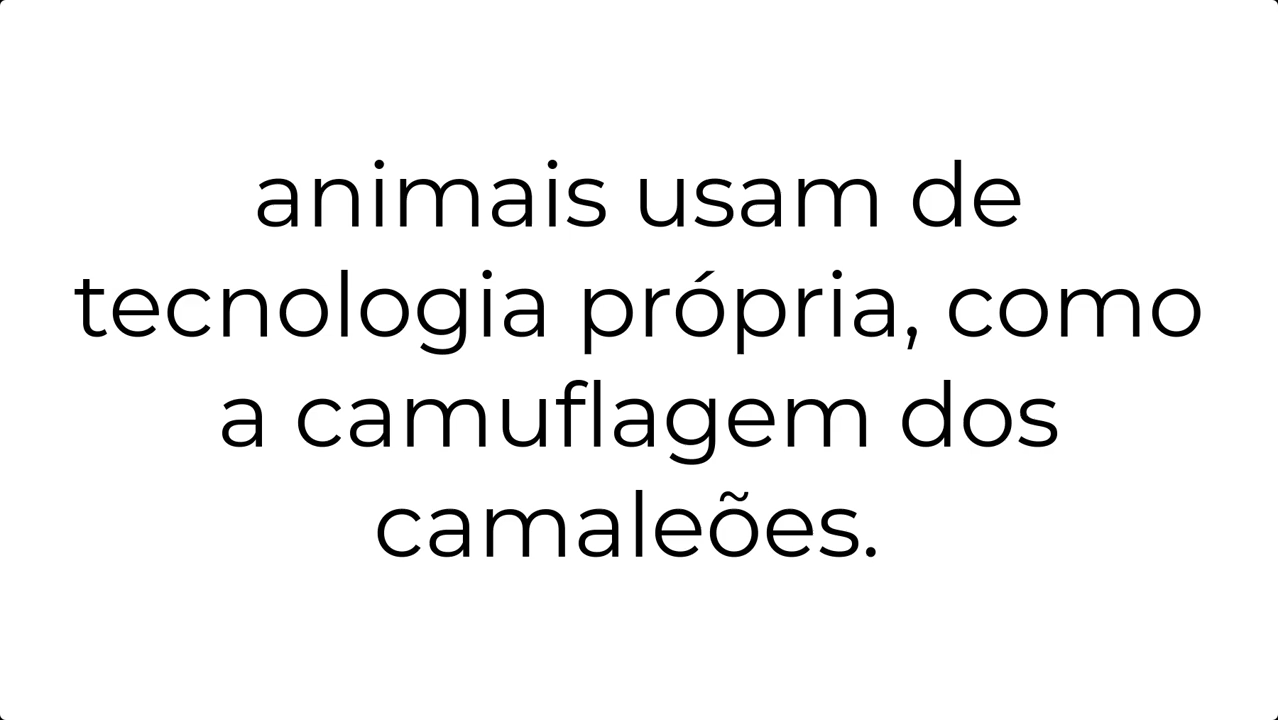 animais usam de
tecnologia própria, como
a camuflagem dos
camaleões.